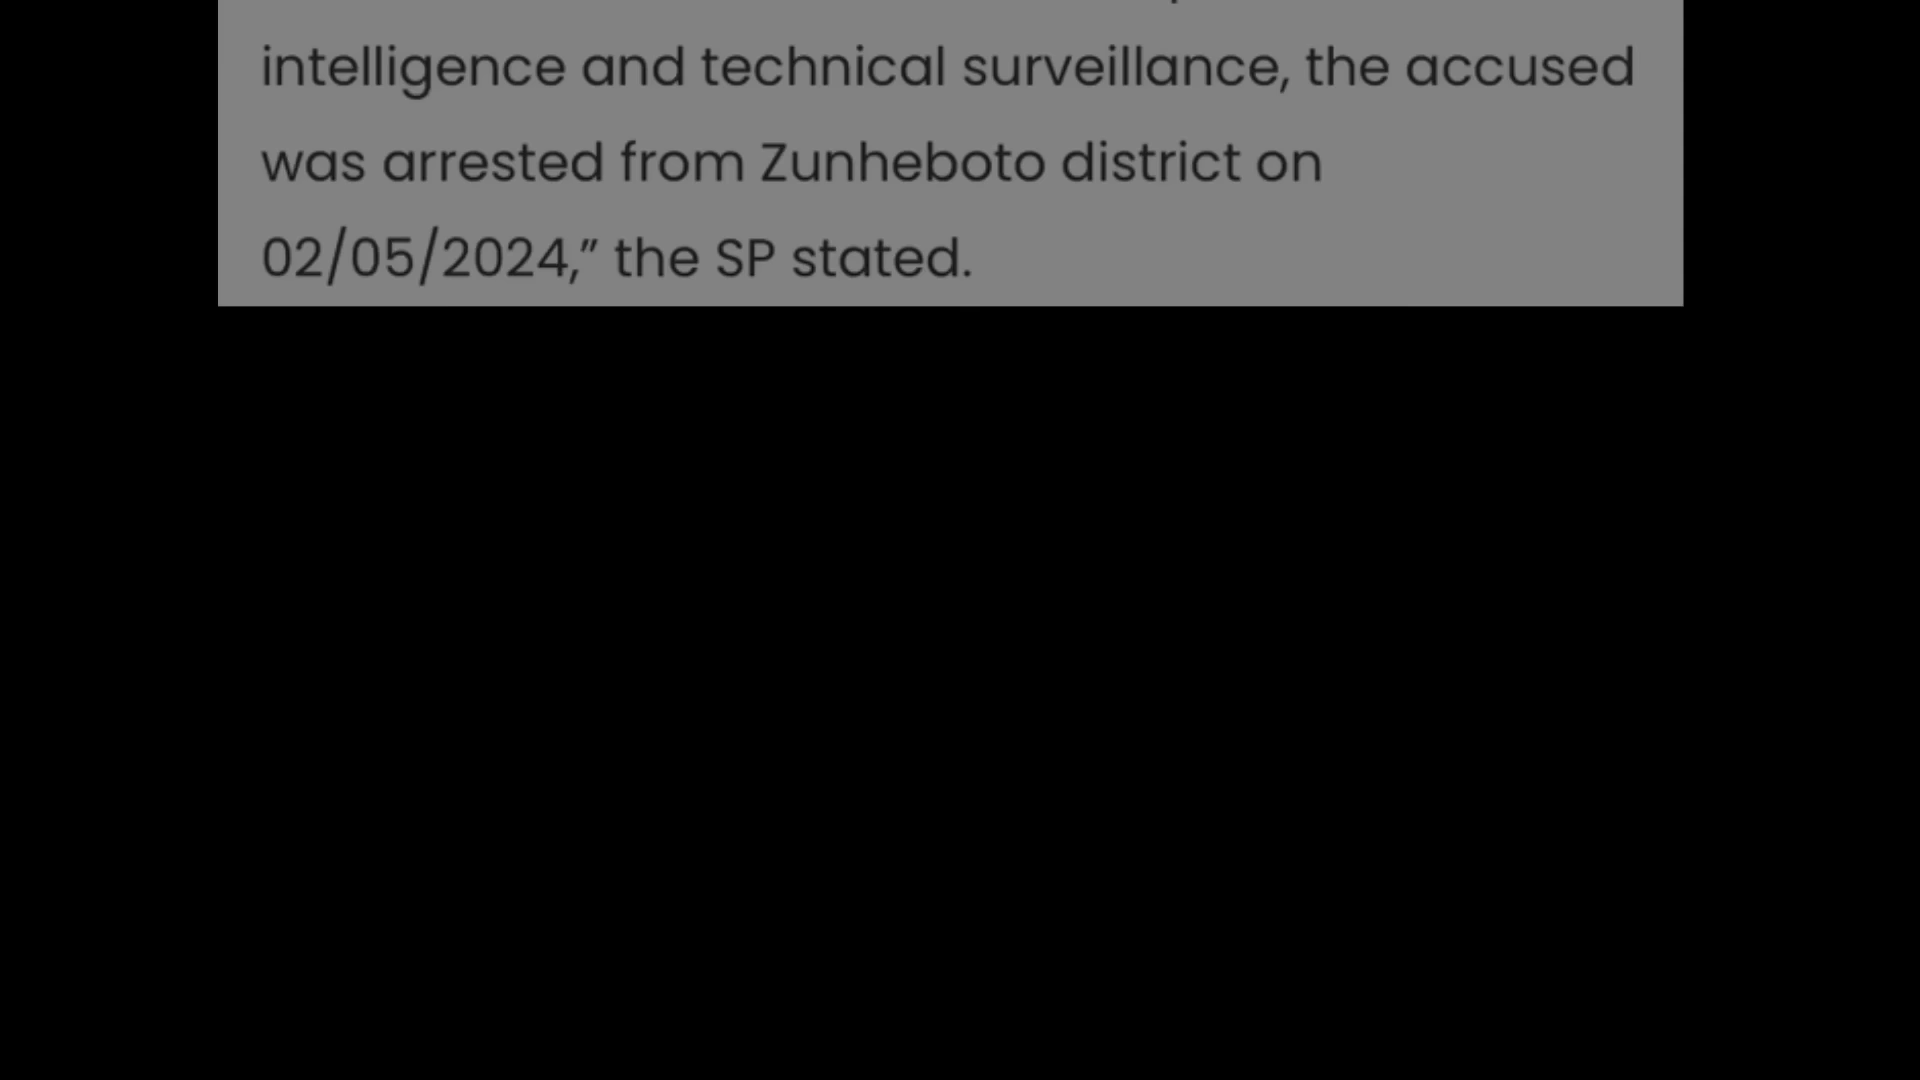 intelligence and technical surveillance, the accused
was arrested from Zunheboto district on
02/05/2024,” the SP stated.